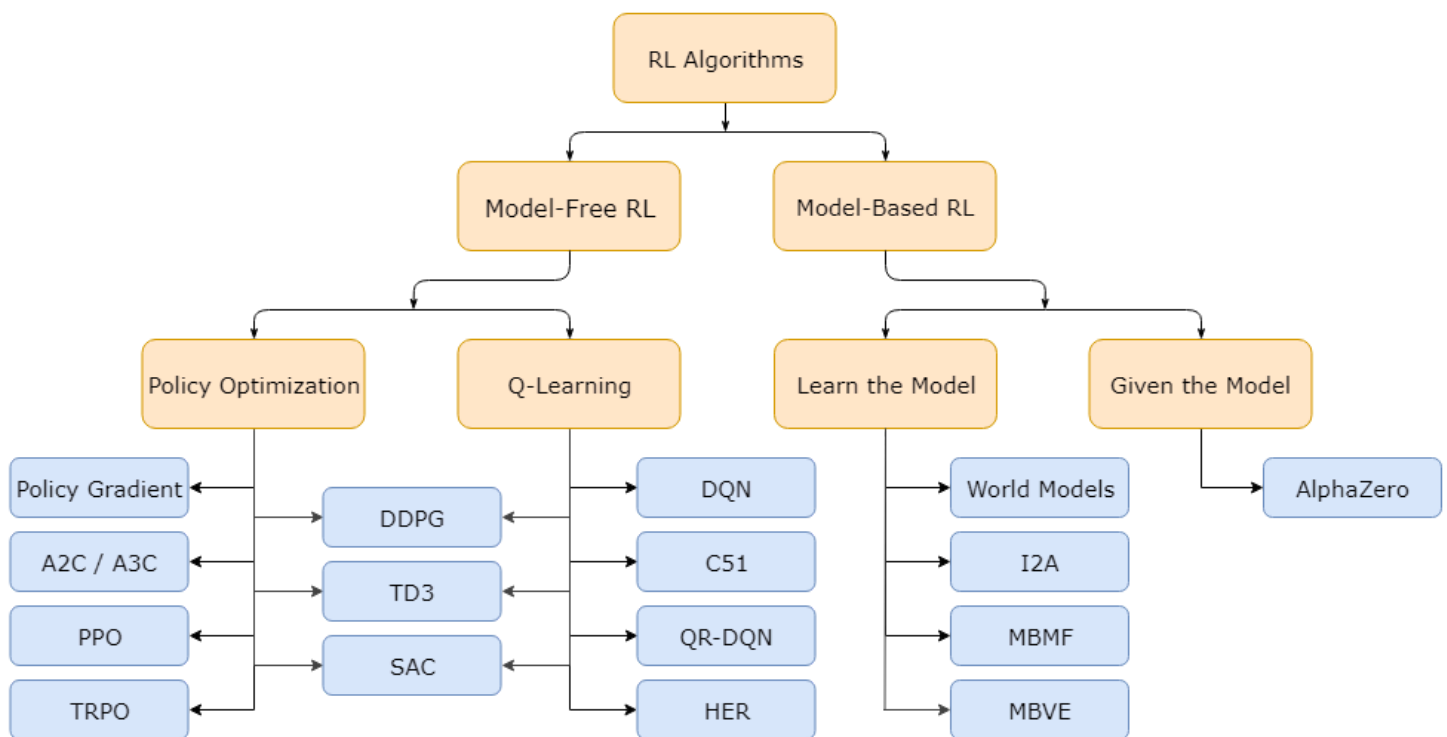 RL Algorithms
Model-Free RL
Model-Based RL
Policy Optimization
Q-Learning
Learn the Model
Given the Model
Policy Gradient
DDPG
DQN
World Models
AlphaZero
A2C / A3C
TD3
C51
I2A
PPO
SAC
QR-DQN
MBMF
TRPO
HER
MBVE